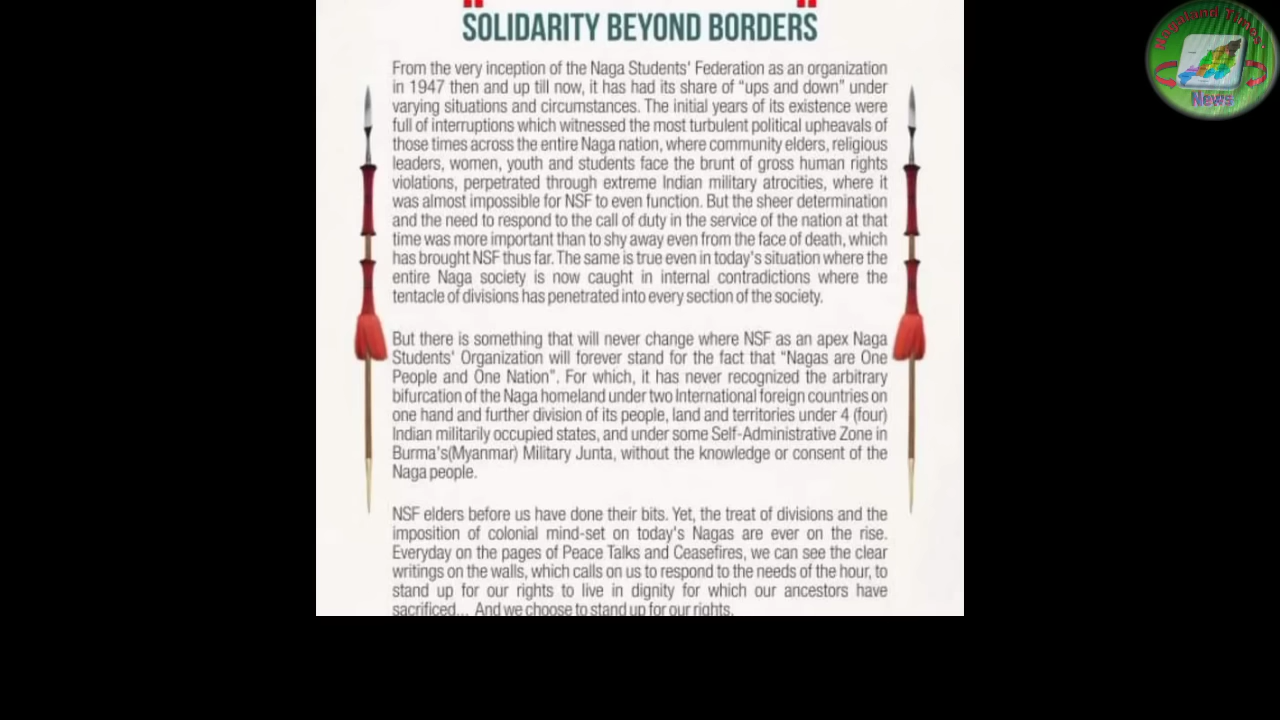 SOLIDARITY BEYOND BORDERS
From the very inception of the Naga Students' Federation as an organization
in 1947 then and up till now, it has had its share of "ups and down" under
varying situations and circumstances. The initial years of its existence were
full of interruptions which witnessed the most turbulent political upheavals of
those times across the entire Naga nation, where community elders, religious
leaders, women, youth and students face the brunt of gross human rights
violations, perpetrated through extreme Indian military atrocities, where it
was almost impossible for NSF to even function. But the sheer determination
and the need to respond to the call of duty in the service of the nation at that
time was more important than to shy away even from the face of death, which
has brought NSF thus far. The same is true even in today's situation where the
entire Naga society is now caught in internal contradictions where the
tentacle of divisions has penetrated into every section of the society.
But there is something that will never change where NSF as an apex Naga
Students' Organization will forever stand for the fact that "Nagas are One
People and One Nation". For which, it has never recognized the arbitrary
bifurcation of the Naga homeland under two International foreign countries on
one hand and further division of its people, land and territories under 4 (four)
Indian militarily occupied states, and under some Self-Administrative Zone in
Burma's(Myanmar) Military Junta, without the knowledge or consent of the
Naga people.
NSF elders before us have done their bits. Yet, the treat of divisions and the
imposition of colonial mind-set on today's Nagas are ever on the rise.
Everyday on the pages of Peace Talks and Ceasefires, we can see the clear
writings on the walls, which calls on us to respond to the needs of the hour, to
stand up for our rights to live in dignity for which our ancestors have
sacrificed... And we choose to stand up for our rights.
Nagaland Times
News